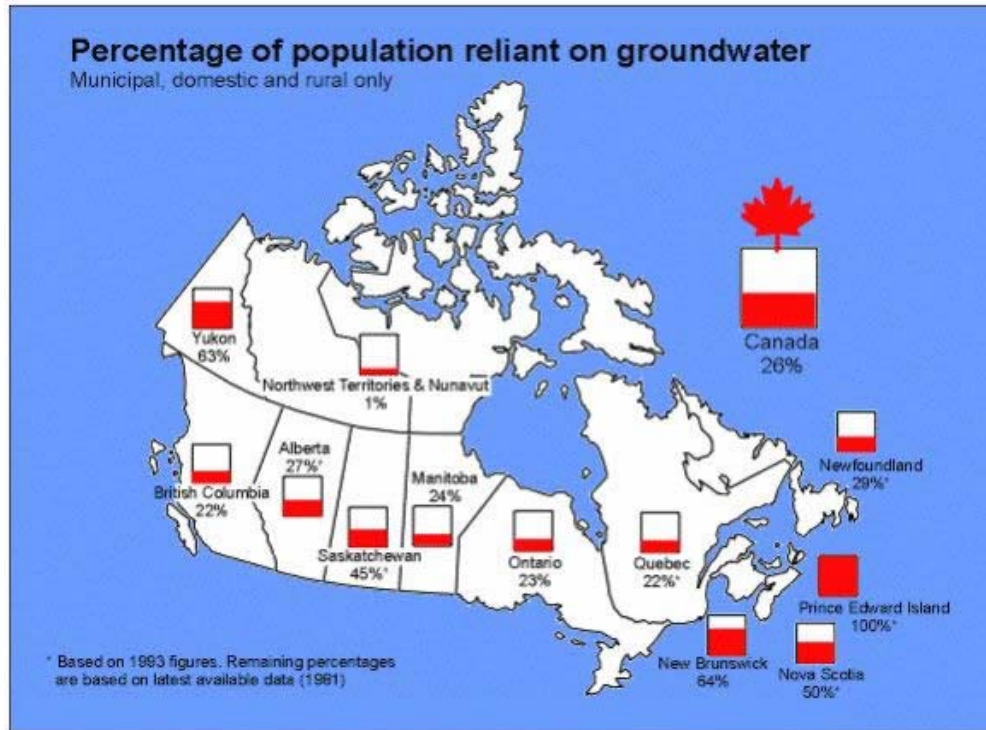 Percentage of population reliant on groundwater
Municipal, domestic and rural only
Yukon
63%
Northwest Territories & Nunavut
1%
Canada
26%
British Columbia
22%
Alberta
27%*
Saskatchewan
45%*
Manitoba
24%
Ontario
23%
Quebec
22%*
Newfoundland
29%*
Prince Edward Island
100%*
New Brunswick
64%
Nova Scotia
50%*
* Based on 1993 figures. Remaining percentages
are based on latest available data (1981)